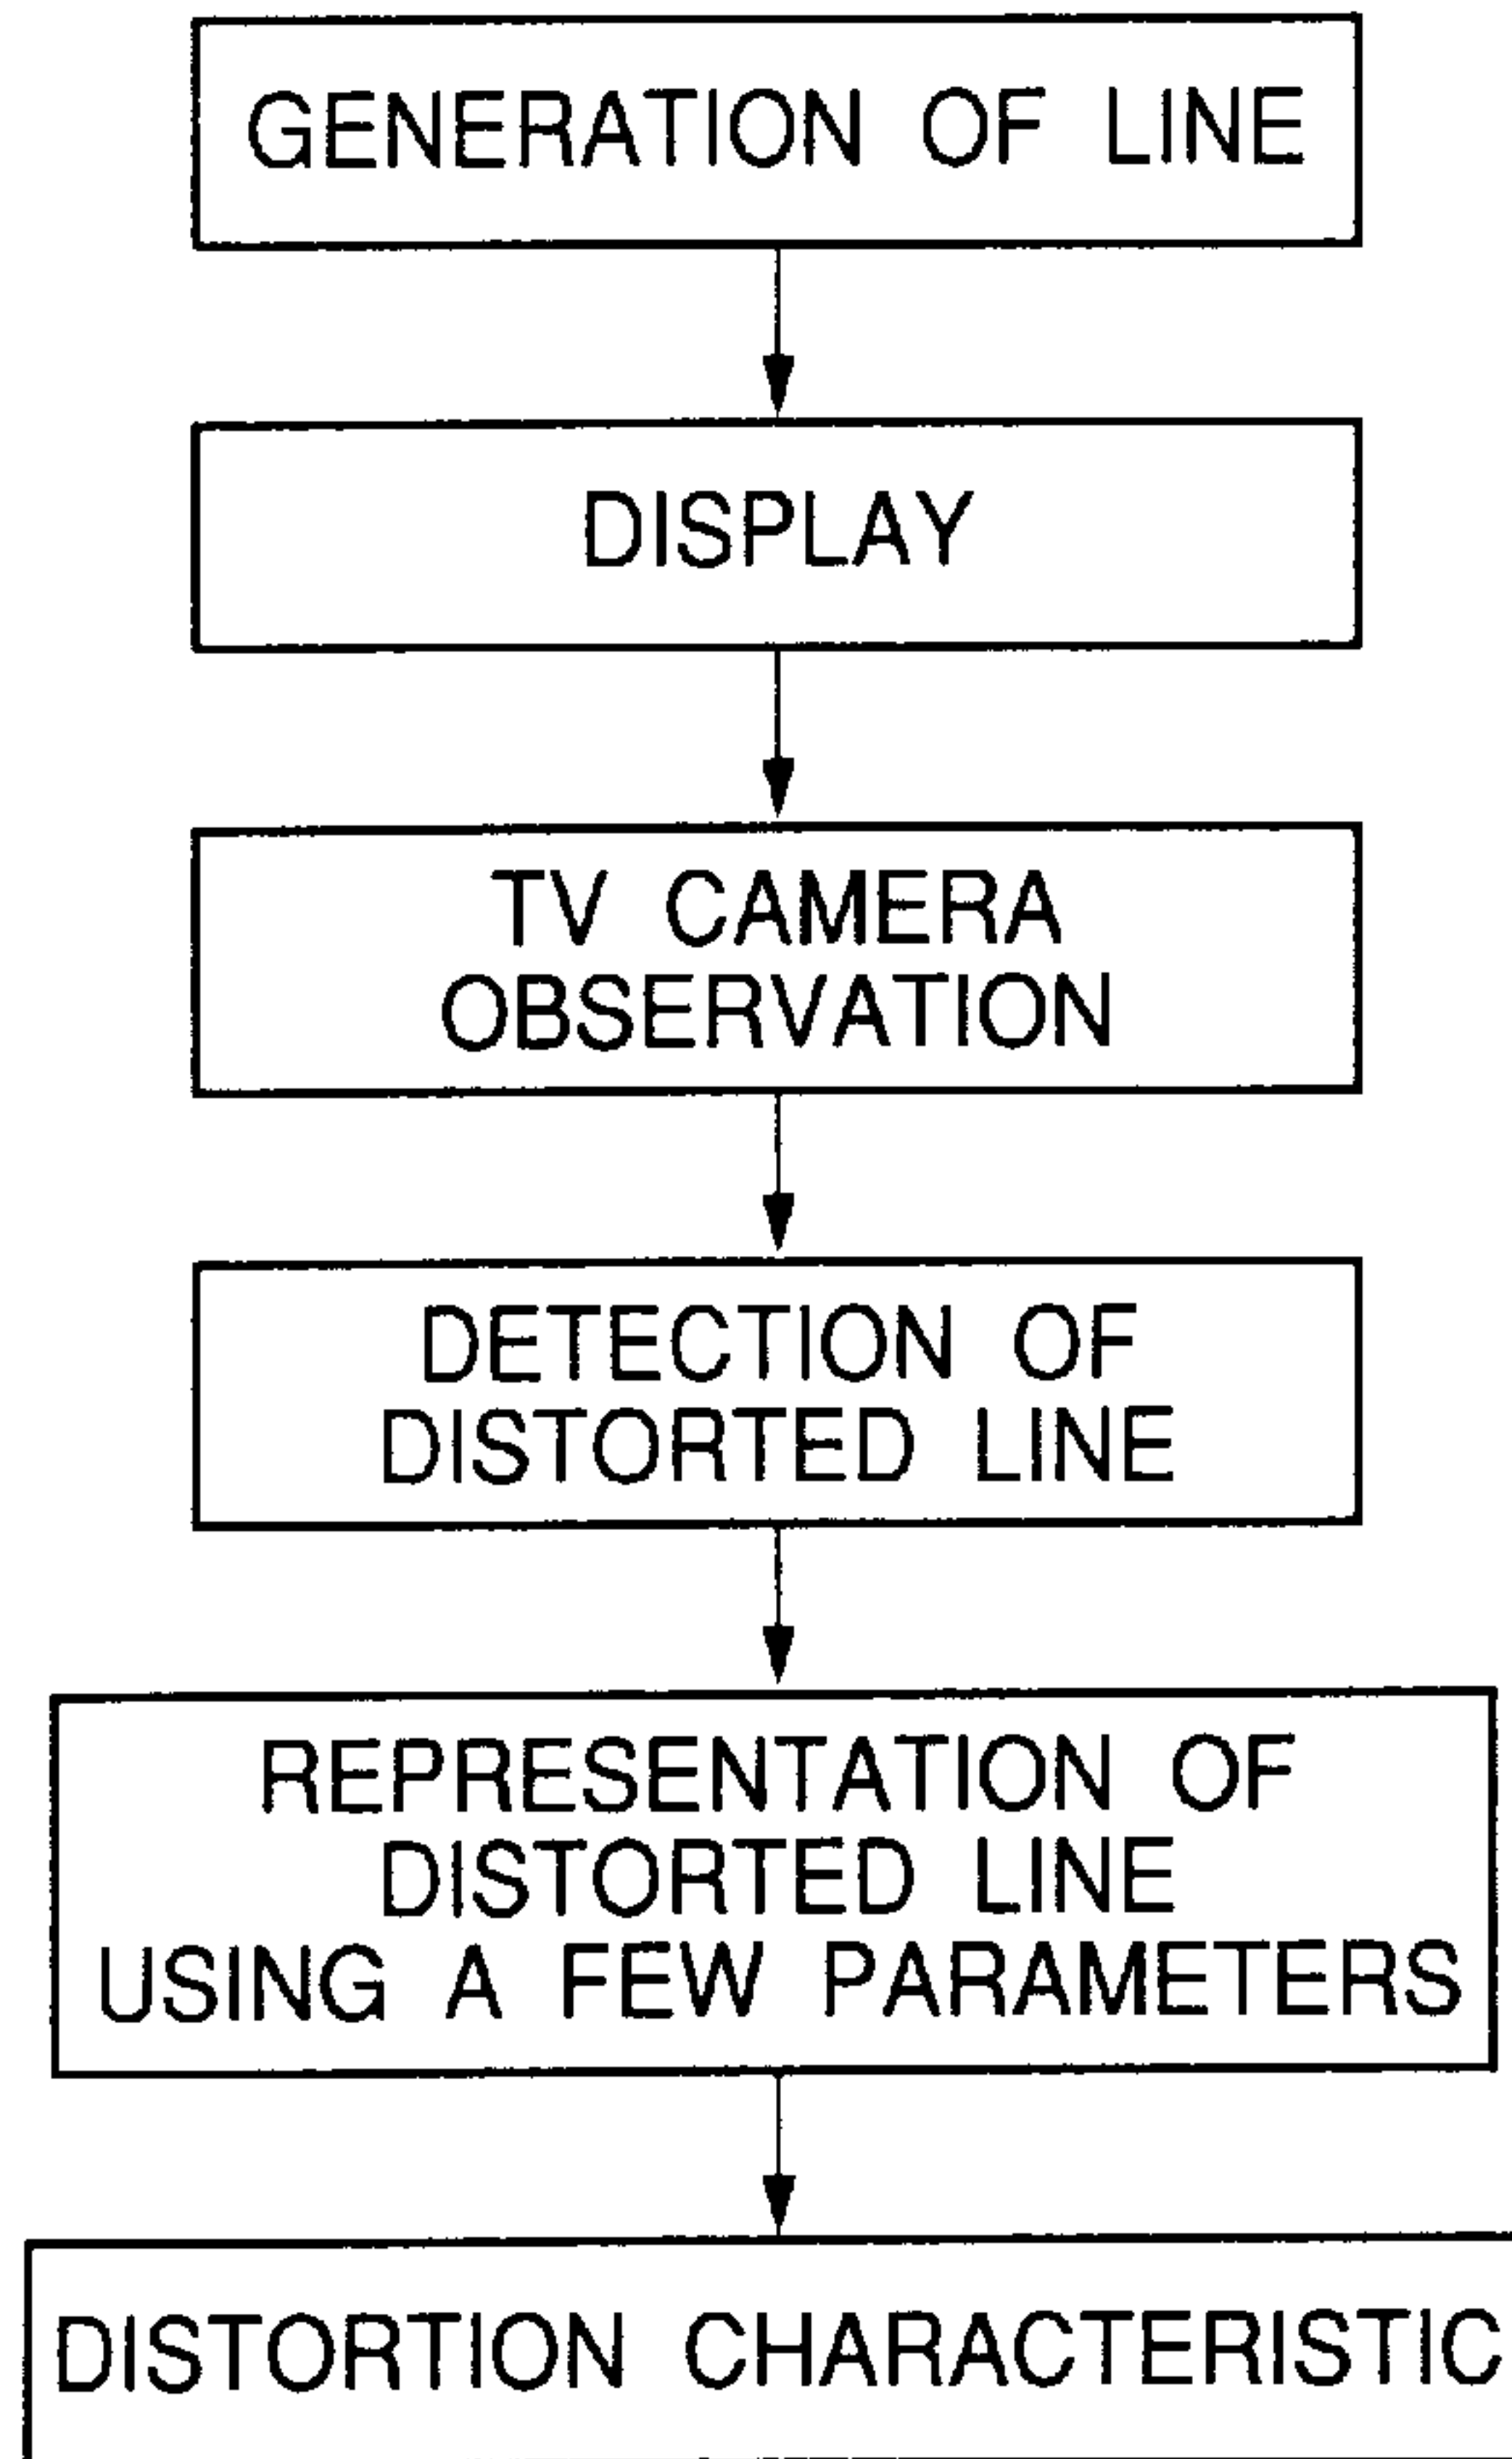 GENERATION OF LINE
DISPLAY
TV CAMERA
OBSERVATION
DETECTION OF
DISTORTED LINE
REPRESENTATION OF
DISTORTED LINE
USING A FEW PARAMETERS
DISTORTION CHARACTERISTIC